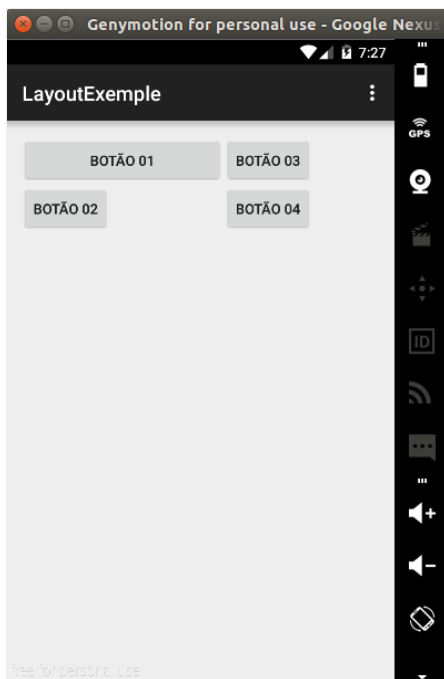 Genymotion for personal use - Google Nexus
7:27
LayoutExemple
GPS
BOTÃO 01 BOTÃO 03
BOTÃO 02 BOTÃO 04
ID
free for personal use